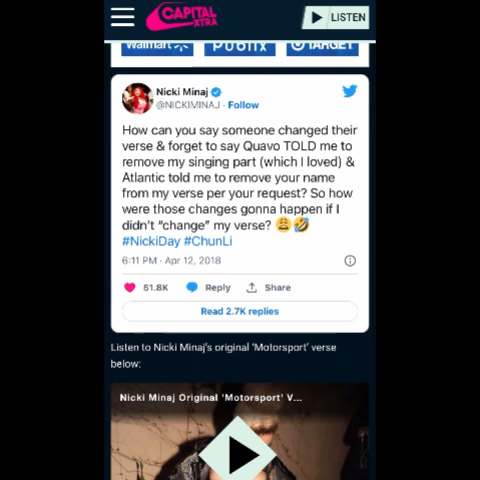 CAPITAL
XTRA
LISTEN
Walmart
Publix
TARGET
Nicki Minaj
@NICKIMINAJ · Follow
How can you say someone changed their
verse & forget to say Quavo TOLD me to
remove my singing part (which I loved) &
Atlantic told me to remove your name
from my verse per your request? So how
were those changes gonna happen if I
didn't “change” my verse? 😩🤣
#NickiDay #ChunLi
6:11 PM · Apr 12, 2018
51.8K Reply Share
Read 2.7K replies
Listen to Nicki Minaj's original 'Motorsport' verse
below:
Nicki Minaj Original 'Motorsport' V...